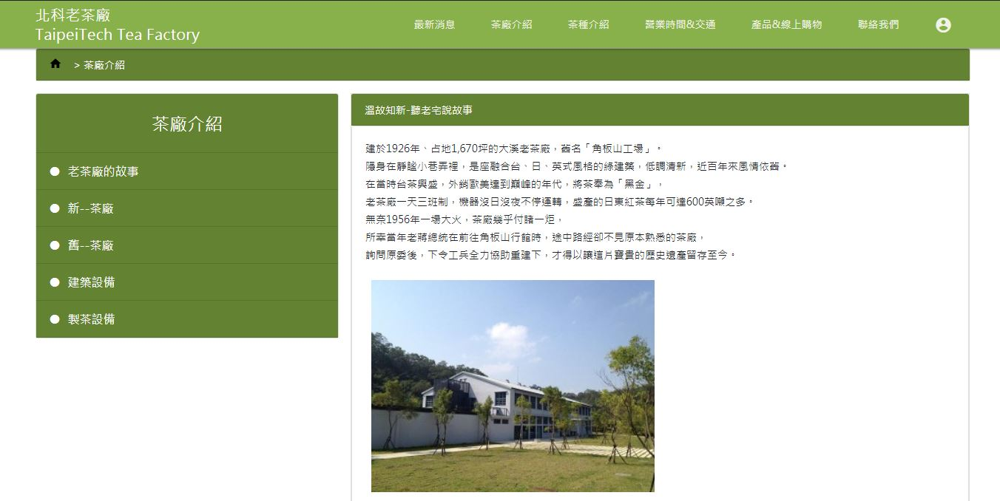 北科老茶廠
TaipeiTech Tea Factory
最新消息
茶廠介紹
茶種介紹
營業時間&交通
產品&線上購物
聯絡我們
> 茶廠介紹
茶廠介紹
老茶廠的故事
新--茶廠
舊--茶廠
建築設備
製茶設備
溫故知新-聽老宅說故事
建於1926年、占地1,670坪的大溪老茶廠，舊名「角板山工場」。
隱身在靜謐小巷弄裡，是座融合台、日、英式風格的綠建築，低調清新，近百年來風情依舊。
在當時台茶興盛，外銷歐美達到巔峰的年代，將茶奉為「黑金」，
老茶廠一天三班制，機器沒日沒夜不停運轉，盛產的日東紅茶每年可達600英噸之多。
無奈1956年一場大火，茶廠幾乎付諸一炬，
所幸當年老蔣總統在前往角板山行館時，途中路經卻不見原本熟悉的茶廠，
詢問原委後，下令工兵全力協助重建下，才得以讓這片寶貴的歷史遺產留存至今。